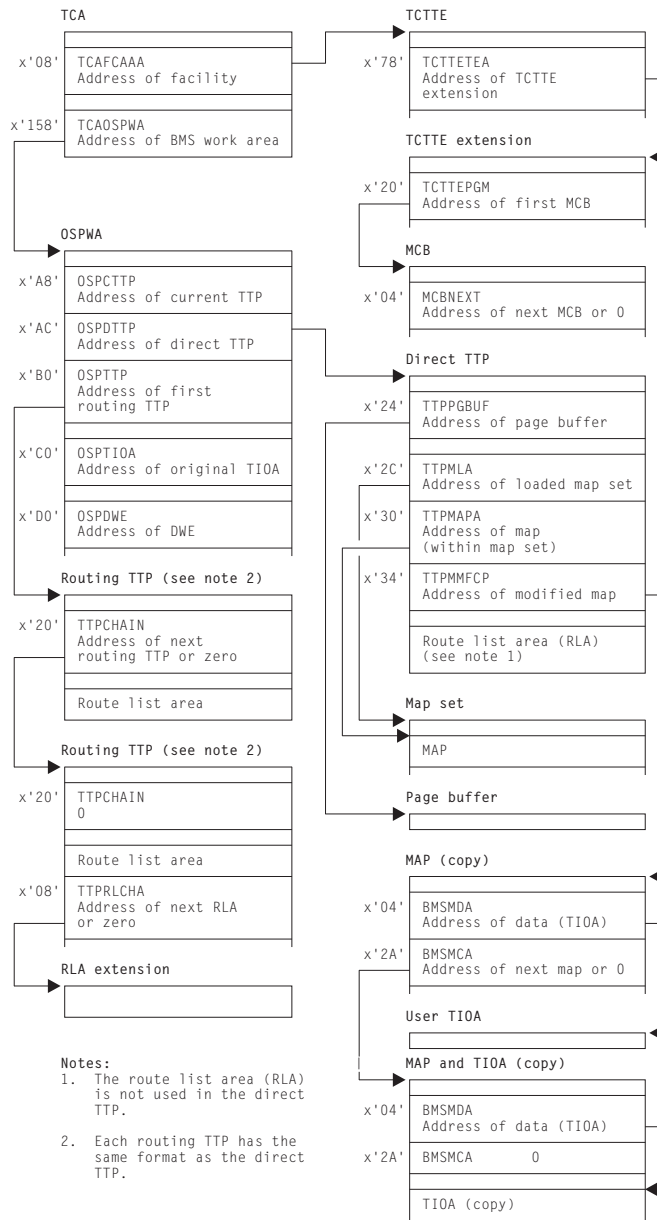 TCA
x'08' TCAFCAAA
Address of facility
x'158' TCAOSPWA
Address of BMS work area
OSPWA
x'A8' OSPCTTP
Address of current TTP
x'AC' OSPDTTP
Address of direct TTP
x'B0' OSPTTP
Address of first
routing TTP
x'C0' OSPTIOA
Address of original TIOA
x'D0' OSPDWE
Address of DWE
Routing TTP (see note 2)
x'20' TTPCHAIN
Address of next
routing TTP or zero
Route list area
Routing TTP (see note 2)
x'20' TTPCHAIN
0
Route list area
x'08' TTPRLCHA
Address of next RLA
or zero
RLA extension
Notes:
1. The route list area (RLA)
is not used in the direct
TTP.
2. Each routing TTP has the
same format as the direct
TTP.
TCTTE
x'78' TCTTETEA
Address of TCTTE
extension
TCTTE extension
x'20' TCTTEPGM
Address of first MCB
MCB
x'04' MCBNEXT
Address of next MCB or 0
Direct TTP
x'24' TTPPGBUF
Address of page buffer
x'2C' TTPMLA
Address of loaded map set
x'30' TTPMAPA
Address of map
(within map set)
x'34' TTPMMFCP
Address of modified map
Route list area (RLA)
(see note 1)
Map set
MAP
Page buffer
MAP (copy)
x'04' BMSMDA
Address of data (TIOA)
x'2A' BMSMCA
Address of next map or 0
User TIOA
MAP and TIOA (copy)
x'04' BMSMDA
Address of data (TIOA)
x'2A' BMSMCA 0
TIOA (copy)